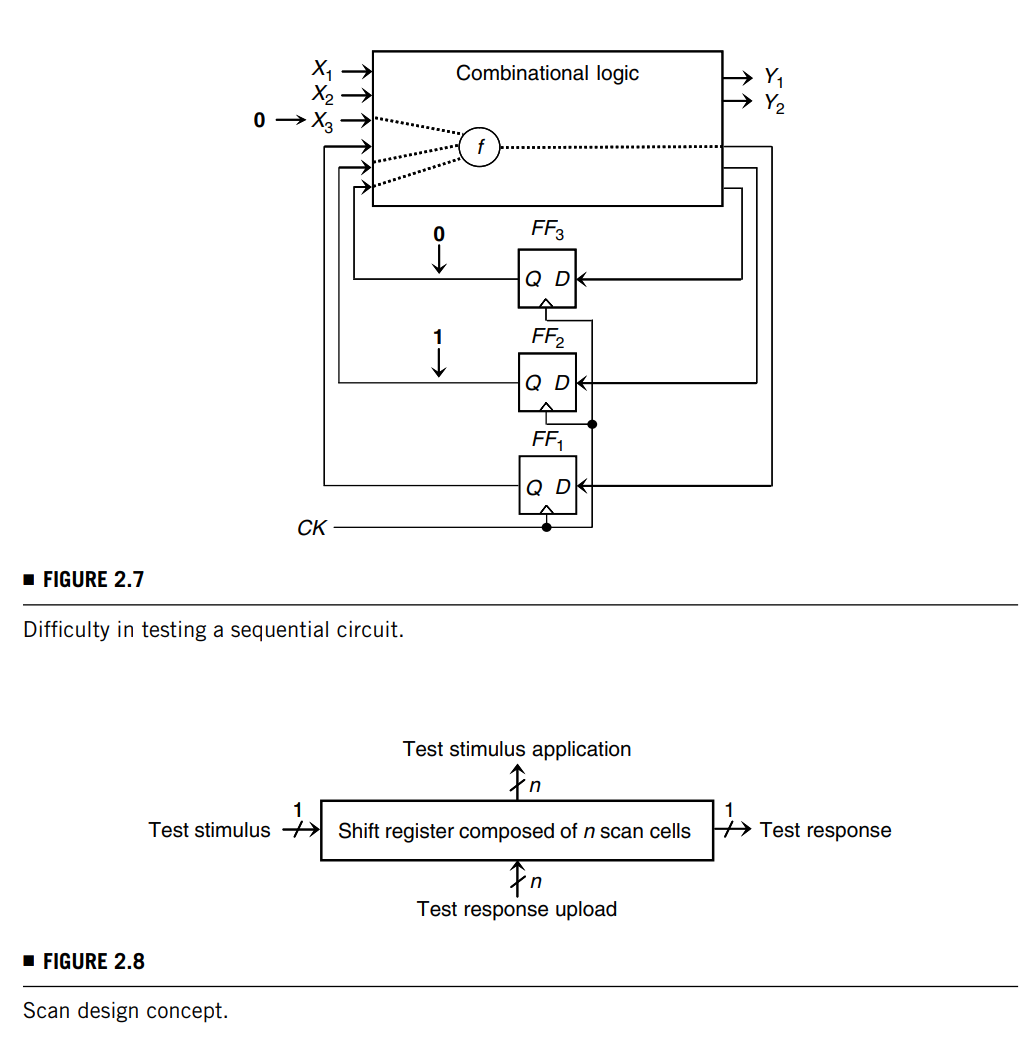 X1 Combinational logic Y1
X2 Y2
0 X3
f
0 FF3
Q D
1 FF2
Q D
FF1
Q D
CK
■ FIGURE 2.7
Difficulty in testing a sequential circuit.
Test stimulus application
n
Test stimulus 1 Shift register composed of n scan cells 1 Test response
n
Test response upload
■ FIGURE 2.8
Scan design concept.